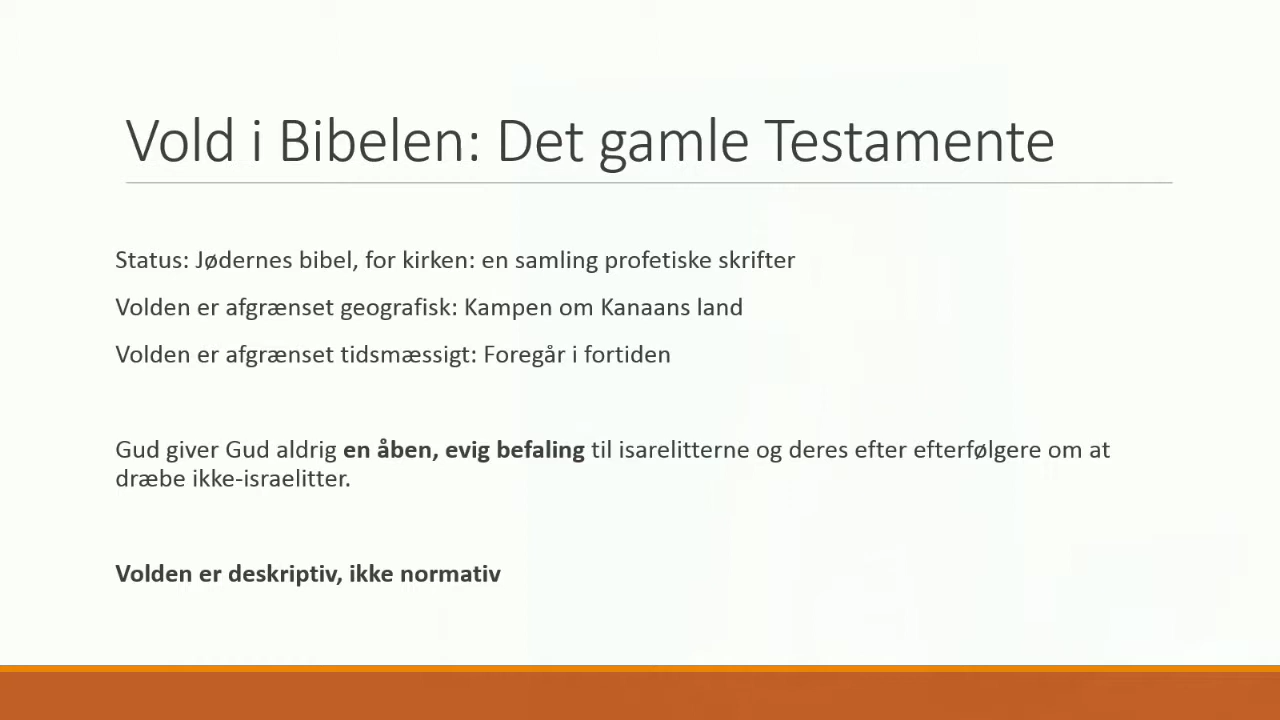 Vold i Bibelen: Det gamle Testamente
Status: Jødernes bibel, for kirken: en samling profetiske skrifter
Volden er afgrænset geografisk: Kampen om Kanaans land
Volden er afgrænset tidsmæssigt: Foregår i fortiden
Gud giver Gud aldrig en åben, evig befaling til isarelitterne og deres efter efterfølgere om at
dræbe ikke-israelitter.
Volden er deskriptiv, ikke normativ